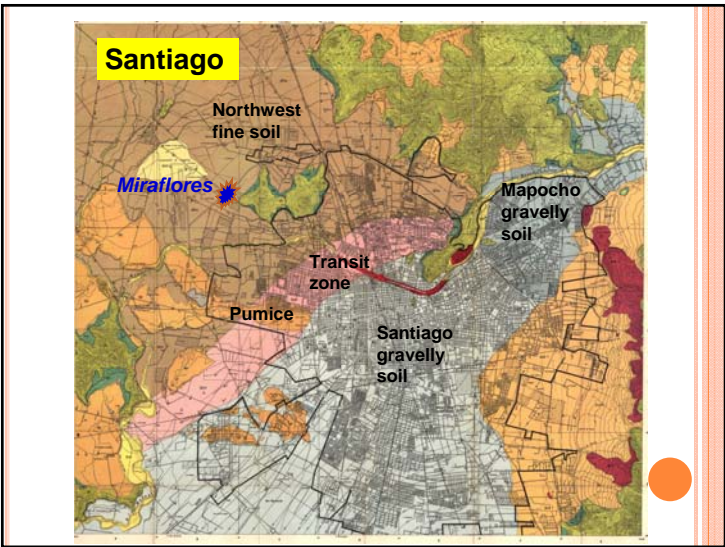 Santiago
Northwest
fine soil
Miraflores
Mapocho
gravelly
soil
Transit
zone
Pumice
Santiago
gravelly
soil